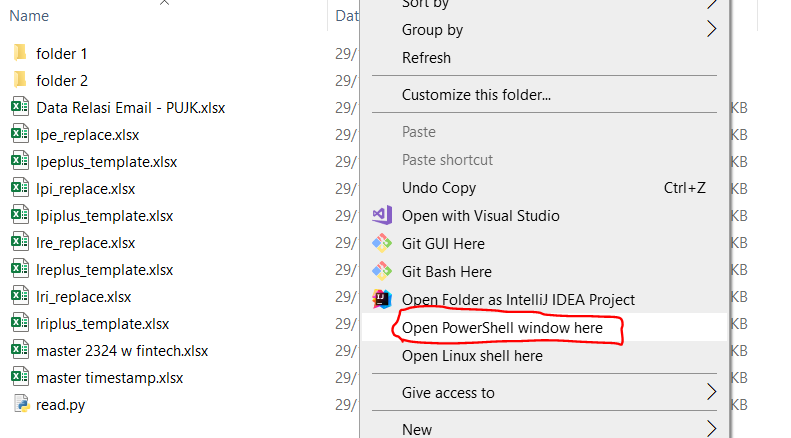 Name
Dat
folder 1
29/
folder 2
29/
Data Relasi Email - PUJK.xlsx
29/
lpe_replace.xlsx
29/
lpeplus_template.xlsx
29/
lpi_replace.xlsx
29/
lpiplus_template.xlsx
29/
lre_replace.xlsx
29/
lreplus_template.xlsx
29/
lri_replace.xlsx
29/
lriplus_template.xlsx
29/
master 2324 w fintech.xlsx
29/
master timestamp.xlsx
29/
read.py
29/
Sort by
Group by
Refresh
Customize this folder...
Paste
Paste shortcut
Undo Copy Ctrl+Z
Open with Visual Studio
Git GUI Here
Git Bash Here
Open Folder as IntelliJ IDEA Project
Open PowerShell window here
Open Linux shell here
Give access to
New
KB
KB
KB
KB
KB
KB
KB
KB
KB
KB
KB
KB